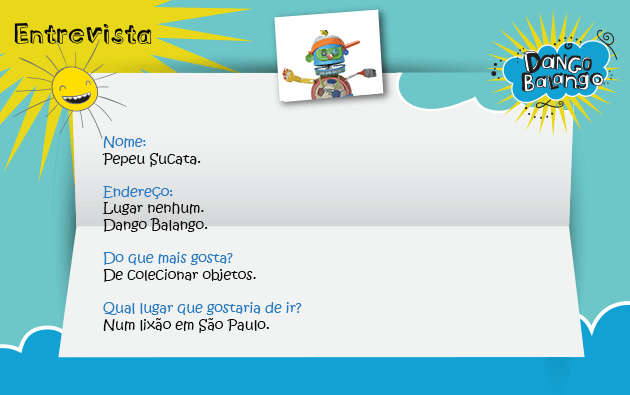 Entrevista
Dango
Balango
Nome:
Pepeu Sucata.
Endereço:
Lugar nenhum.
Dango Balango.
Do que mais gosta?
De colecionar objetos.
Qual lugar que gostaria de ir?
Num lixão em São Paulo.